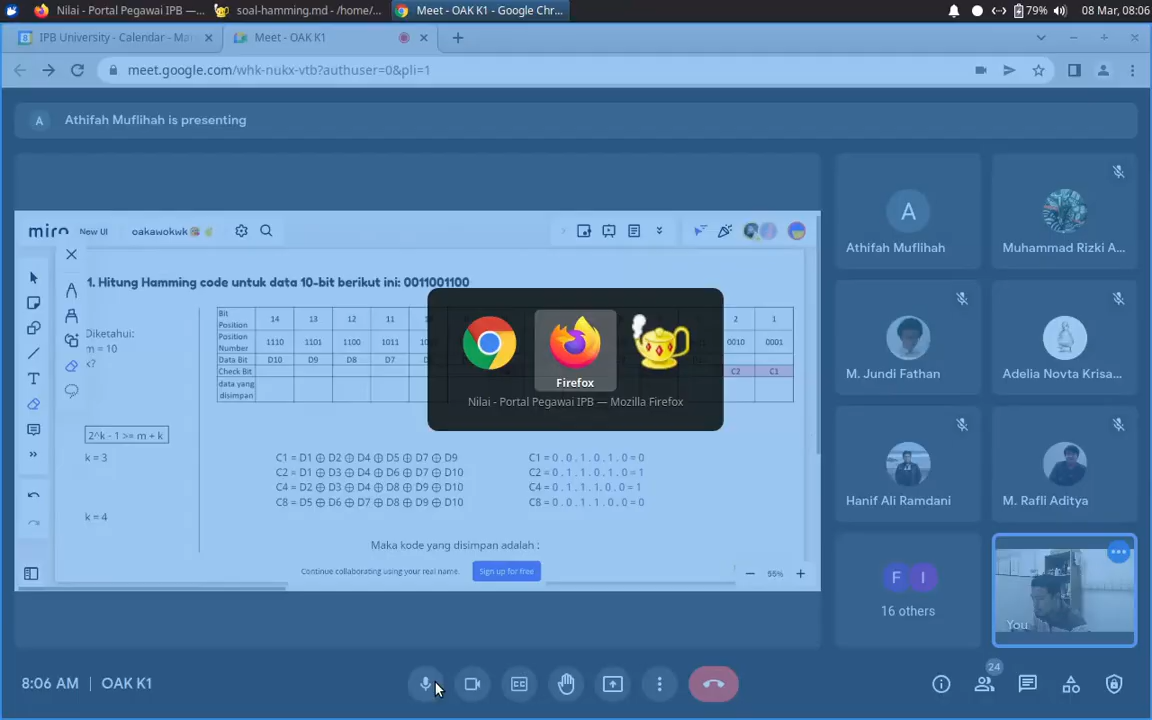 Nilai - Portal Pegawai IPB —...
soal-hamming.md - /home/...
Meet - OAK K1 - Google Chr...
79%
08 Mar, 08:06
IPB University - Calendar - Ma
Meet - OAK K1
meet.google.com/whk-nukx-vtb?authuser=0&pli=1
A
Athifah Muflihah is presenting
miro
New UI
oakawokwk
1. Hitung Hamming code untuk data 10-bit berikut ini: 0011001100
Diketahui:
m = 10
k?
Bit Position 14 13 12 11 2 1
Position Number 1110 1101 1100 1011 0010 0001
Data Bit D10 D9 D8 D7
Check Bit C2 C1
data yang disimpan
2^k - 1 >= m + k
k = 3
k = 4
C1 = D1 ⊕ D2 ⊕ D4 ⊕ D5 ⊕ D7 ⊕ D9
C2 = D1 ⊕ D3 ⊕ D4 ⊕ D6 ⊕ D7 ⊕ D10
C4 = D2 ⊕ D3 ⊕ D4 ⊕ D8 ⊕ D9 ⊕ D10
C8 = D5 ⊕ D6 ⊕ D7 ⊕ D8 ⊕ D9 ⊕ D10
C1 = 0 . 0 . 1 . 0 . 1 . 0 = 0
C2 = 0 . 1 . 1 . 0 . 1 . 0 = 1
C4 = 0 . 1 . 1 . 1 . 0 . 0 = 1
C8 = 0 . 0 . 1 . 1 . 0 . 0 = 0
Maka kode yang disimpan adalah :
Continue collaborating using your real name.
Sign up for free
55%
Firefox
Nilai - Portal Pegawai IPB — Mozilla Firefox
A
Athifah Muflihah
Muhammad Rizki A...
M. Jundi Fathan
Adelia Novta Krisa...
Hanif Ali Ramdani
M. Rafli Aditya
F I
16 others
You
8:06 AM | OAK K1
24